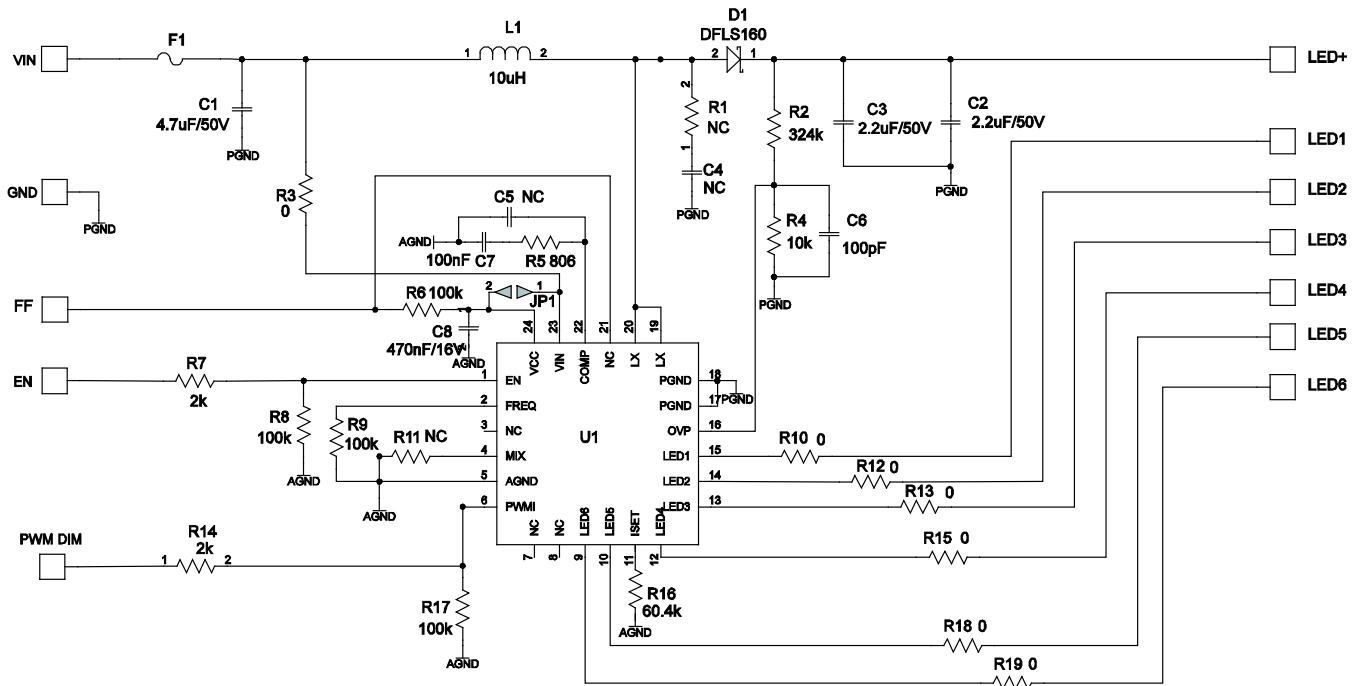 D1
DFLS160
F1
L1
VIN
1
2
2
1
LED+
10uH
C1
4.7uF/50V
PGND
2
R1
NC
1
C4
NC
PGND
R2
324k
C3
2.2uF/50V
C2
2.2uF/50V
PGND
LED1
GND
PGND
R3
0
C5 NC
AGND
100nF C7
R5 806
R4
10k
C6
100pF
PGND
LED2
LED3
LED4
LED5
LED6
FF
R6 100k
2
1
JP1
C8
470nF/16V
AGND
24
23
22
21
20
19
VCC
VIN
COMP
NC
LX
LX
EN
R7
2k
1
EN
PGND
18
PGND
R8
100k
AGND
2
FREQ
PGND
17
R9
100k
3
NC
U1
OVP
16
R11 NC
4
MIX
LED1
15
R10 0
5
AGND
LED2
14
R12 0
AGND
6
PWMI
LED3
13
R13 0
NC
NC
LED6
LED5
ISET
LED4
7
8
9
10
11
12
PWM DIM
1
R14
2k
2
R15 0
R16
60.4k
AGND
R17
100k
AGND
R18 0
R19 0